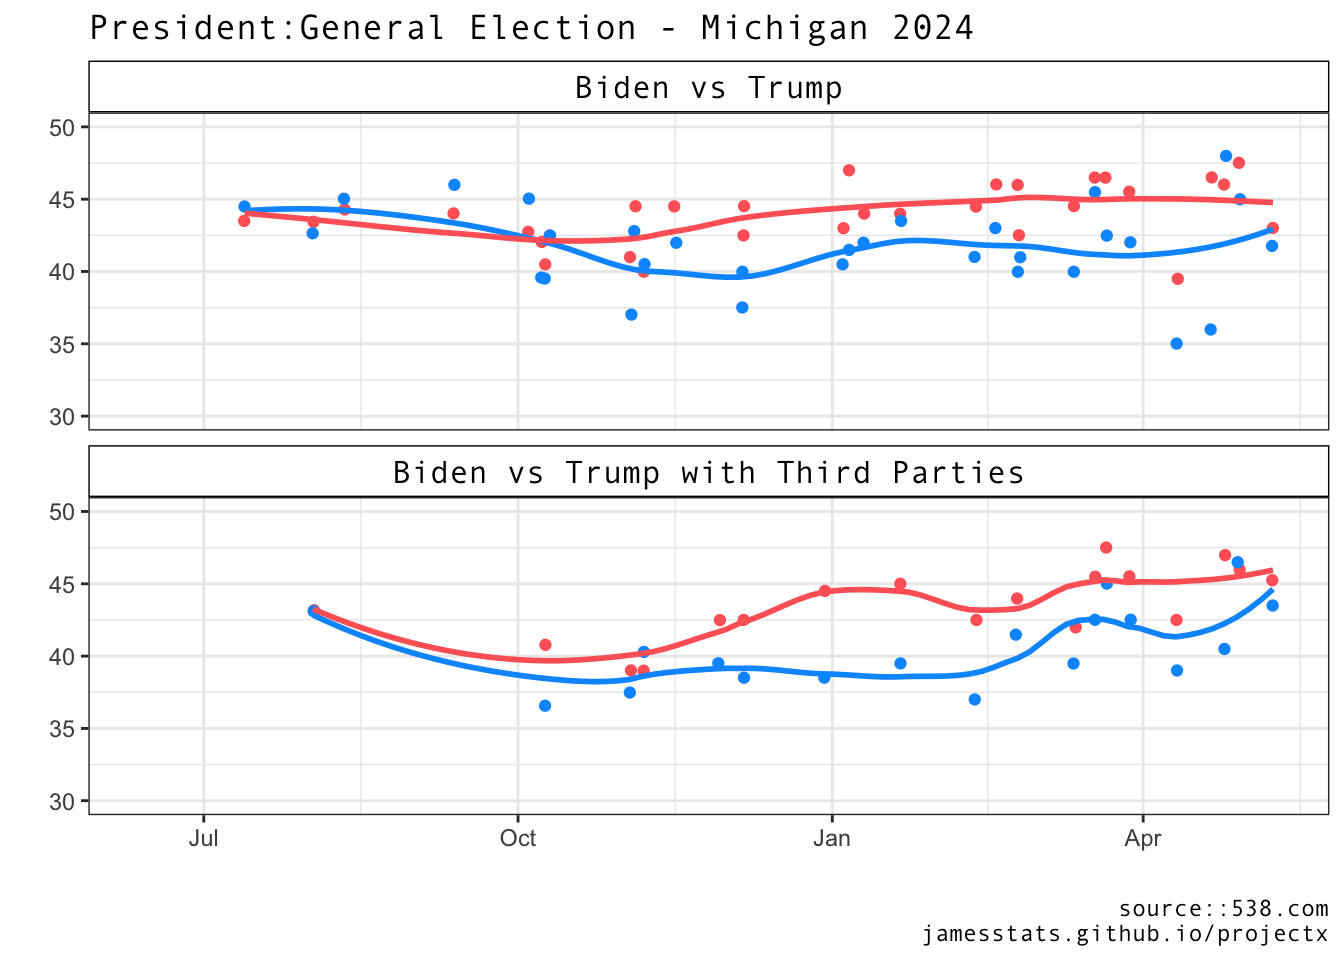 President:General Election - Michigan 2024
Biden vs Trump
50
45
40
35
30
Biden vs Trump with Third Parties
50
45
40
35
30
Jul Oct Jan Apr
source::538.com
jamesstats.github.io/projectx